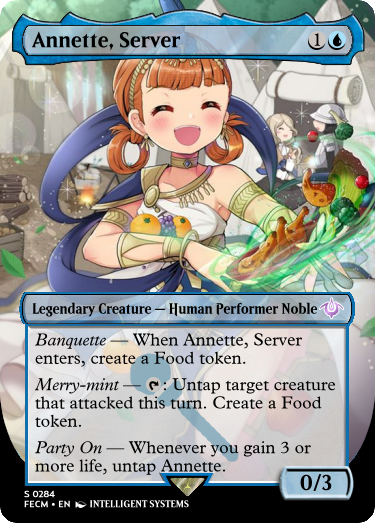 Annette, Server 1
Legendary Creature — Human Performer Noble
Banquette — When Annette, Server
enters, create a Food token.
Merry-mint — : Untap target creature
that attacked this turn. Create a Food
token.
Party On — Whenever you gain 3 or
more life, untap Annette.
0/3
S 0284
FECM • EN INTELLIGENT SYSTEMS